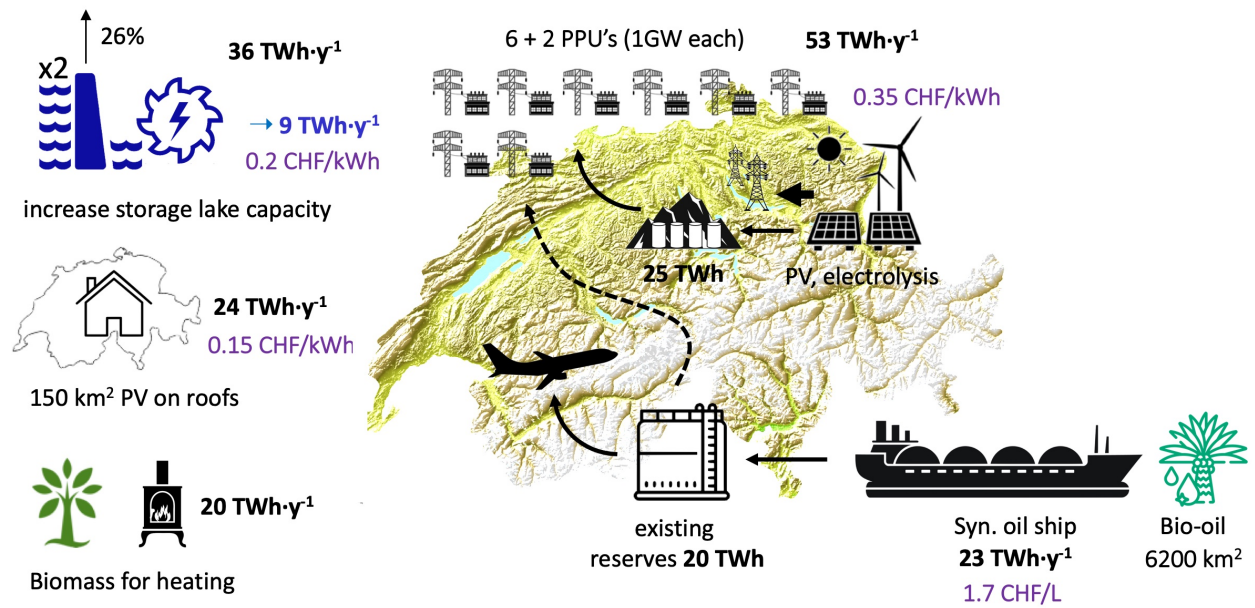 26%
36 TWh·y⁻¹
x2
→ 9 TWh·y⁻¹
0.2 CHF/kWh
increase storage lake capacity
24 TWh·y⁻¹
0.15 CHF/kWh
150 km² PV on roofs
20 TWh·y⁻¹
Biomass for heating
6 + 2 PPU’s (1GW each)
53 TWh·y⁻¹
0.35 CHF/kWh
25 TWh
PV, electrolysis
existing
reserves 20 TWh
Syn. oil ship
23 TWh·y⁻¹
1.7 CHF/L
Bio-oil
6200 km²